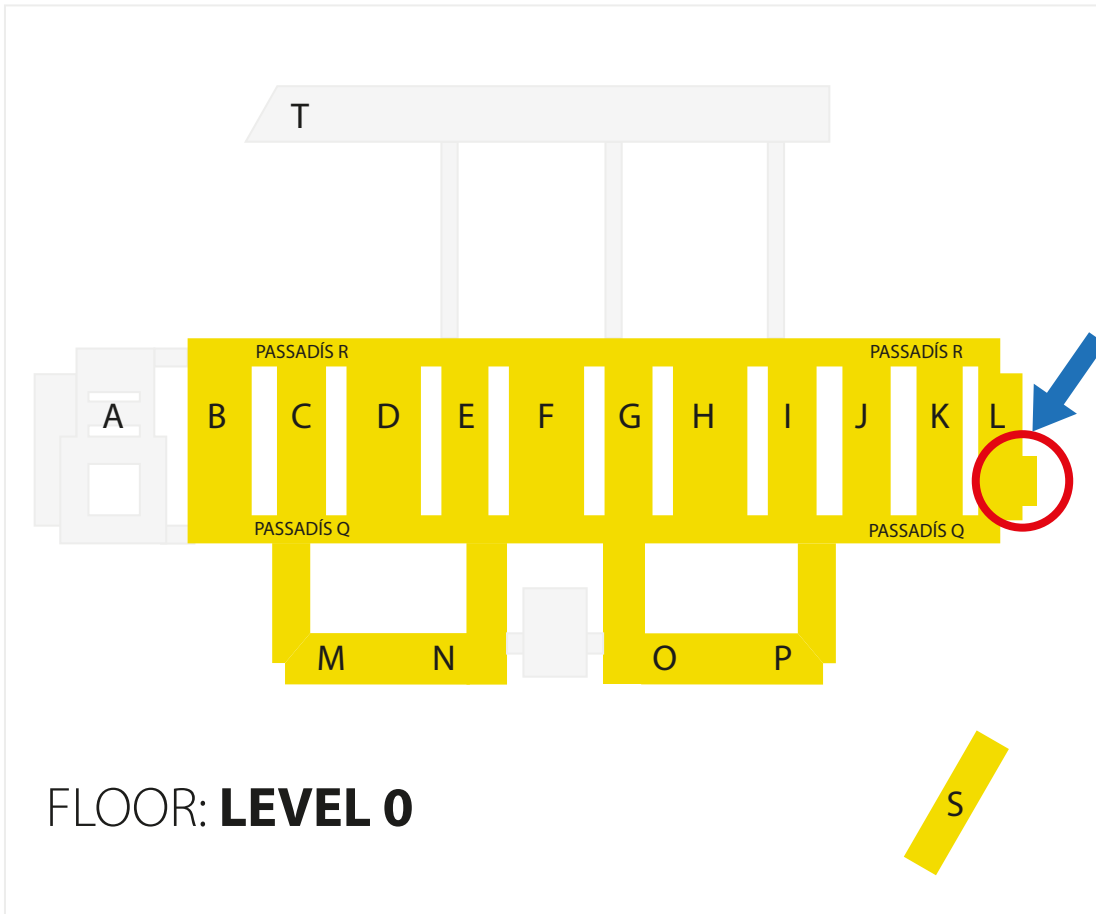 T
PASSADÍS R PASSADÍS R
A B C D E F G H I J K L
PASSADÍS Q PASSADÍS Q
M N O P
FLOOR: LEVEL 0
S